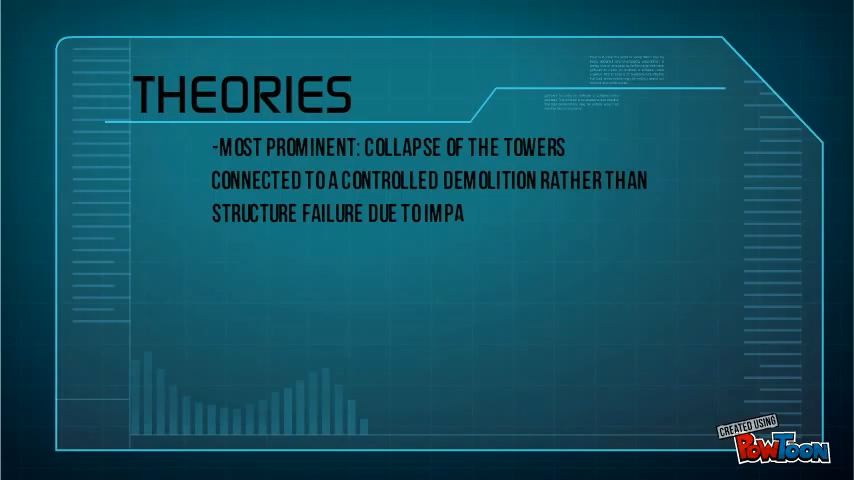 THEORIES
-MOST PROMINENT: COLLAPSE OF THE TOWERS
CONNECTED TO A CONTROLLED DEMOLITION RATHER THAN
STRUCTURE FAILURE DUE TO IMPA
CREATED USING
POWTOON